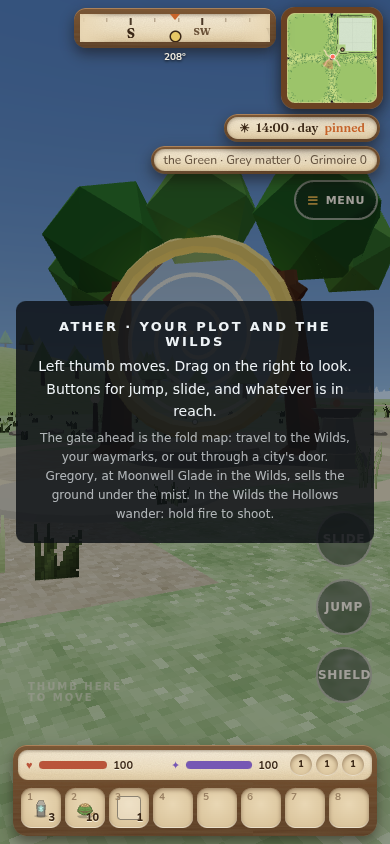 S SW
208°
14:00 · day pinned
the Green · Grey matter 0 · Grimoire 0
≡ MENU
ATHER · YOUR PLOT AND THE
WILDS
Left thumb moves. Drag on the right to look.
Buttons for jump, slide, and whatever is in
reach.
The gate ahead is the fold map: travel to the Wilds,
your waymarks, or out through a city's door.
Gregory, at Moonwell Glade in the Wilds, sells the
ground under the mist. In the Wilds the Hollows
wander: hold fire to shoot.
SLIDE
JUMP
SHIELD
THUMB HERE
TO MOVE
100 100 1 1 1
1 2 3 4 5 6 7 8
3 10 1